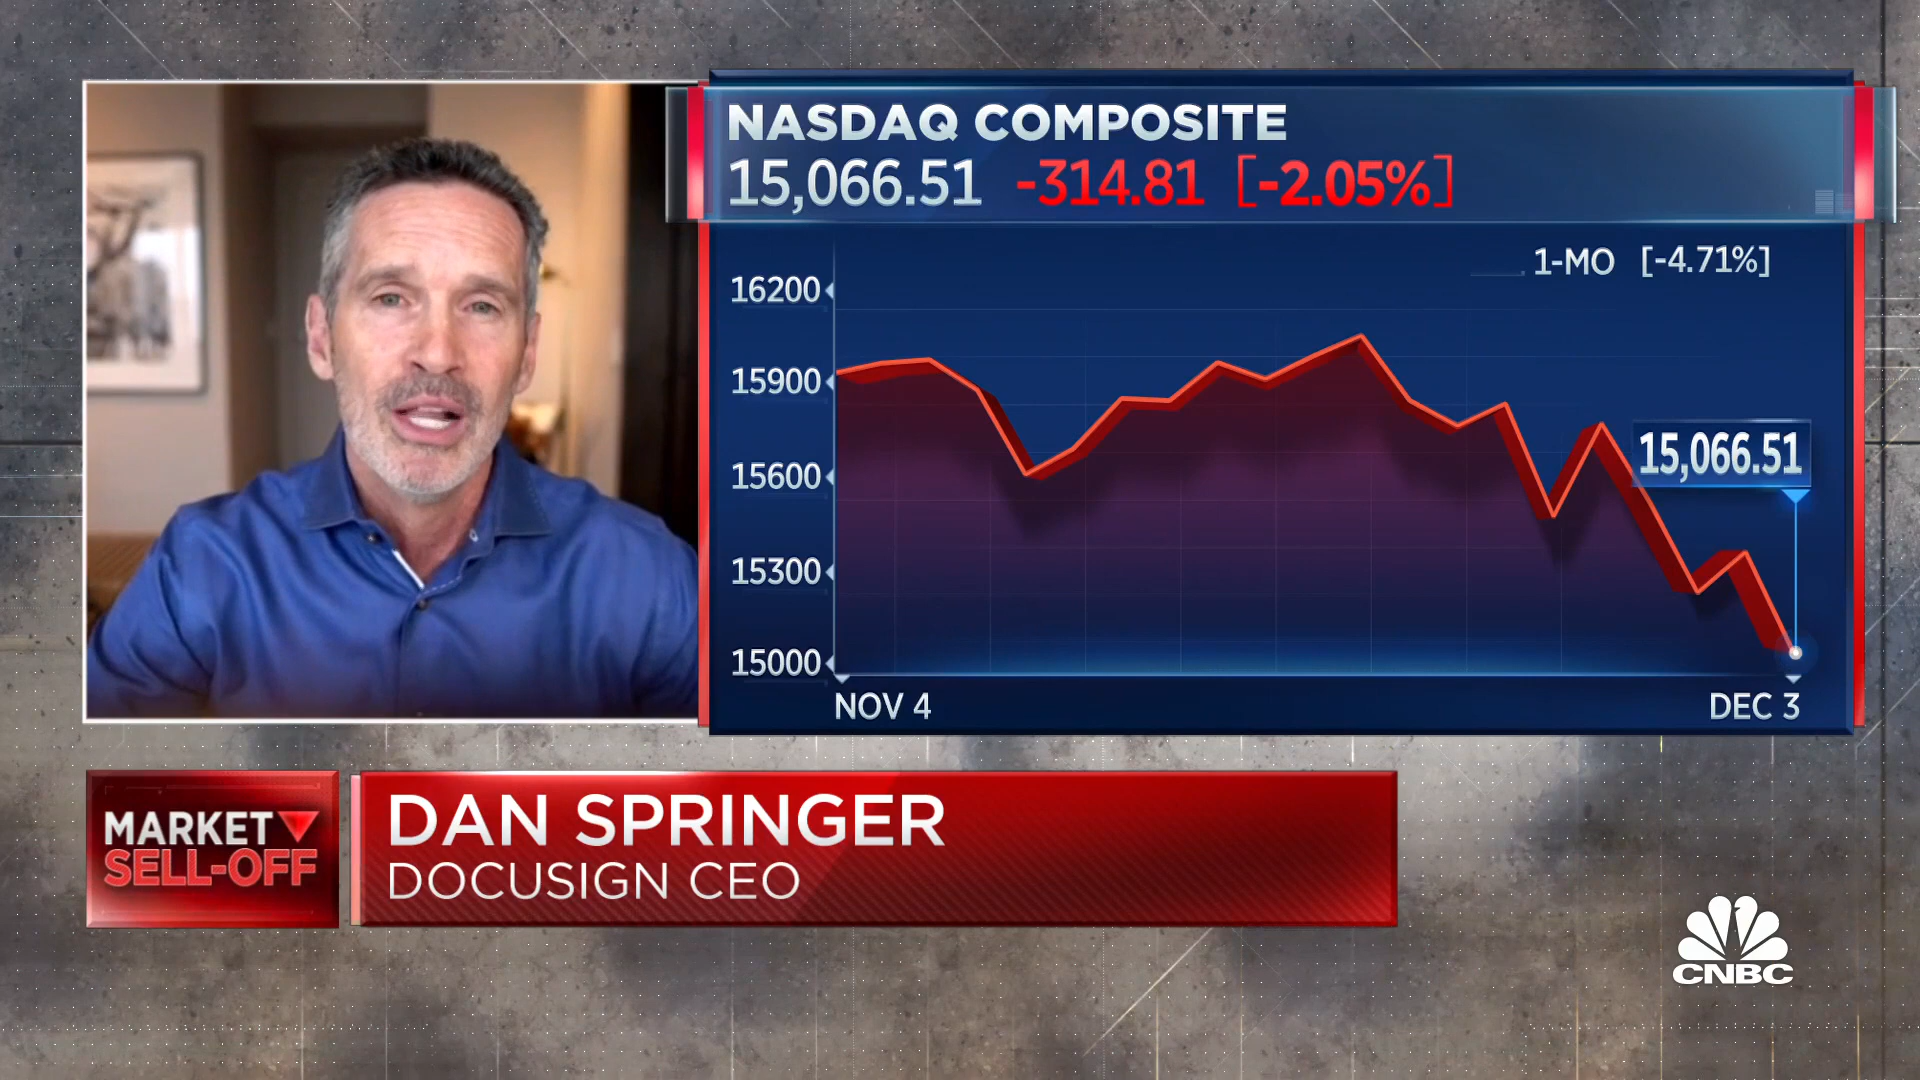 NASDAQ COMPOSITE
15,066.51 -314.81 [-2.05%]
1-MO [-4.71%]
16200
15900
15600
15300
15000
15,066.51
NOV 4 DEC 3
MARKET
SELL-OFF
DAN SPRINGER
DOCUSIGN CEO
CNBC